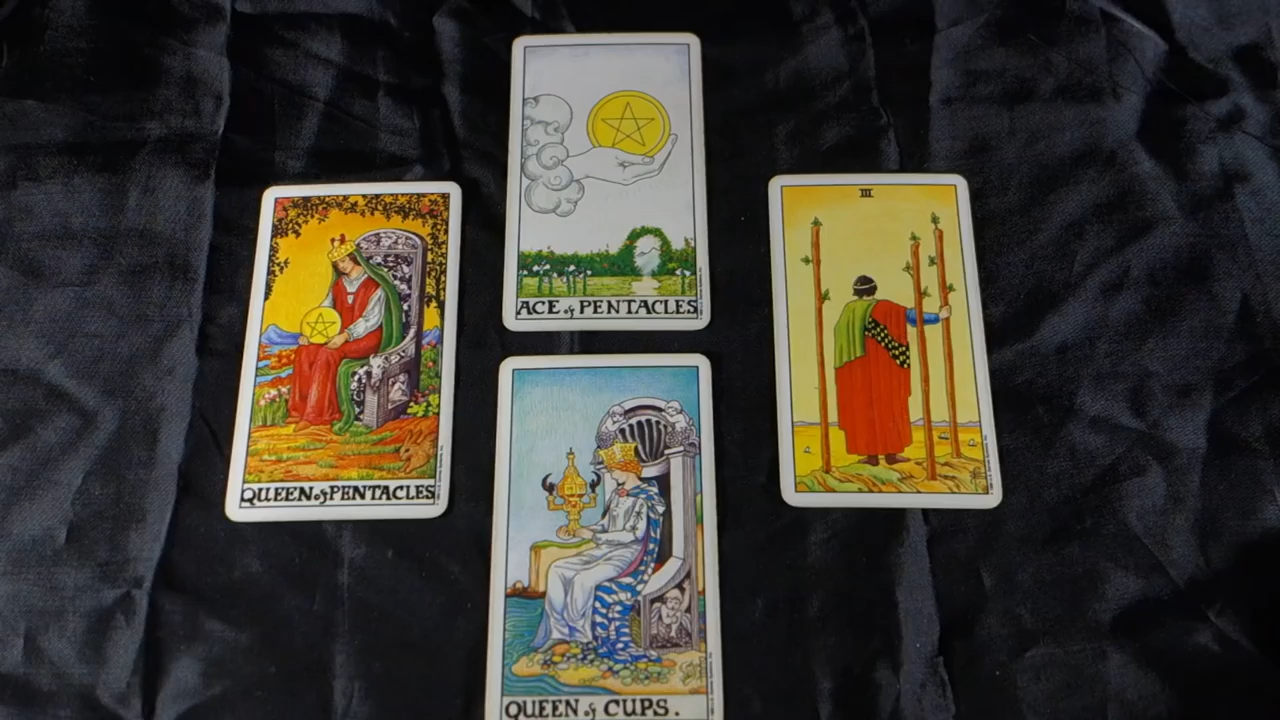 ACE of PENTACLES
III
QUEEN of PENTACLES
QUEEN of CUPS.